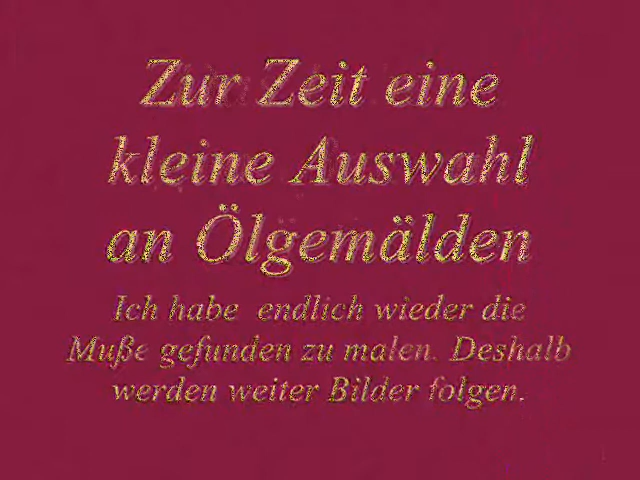 Zur Zeit eine
kleine Auswahl
an Ölgemälden
Ich habe endlich wieder die
Muße gefunden zu malen. Deshalb
werden weiter Bilder folgen.